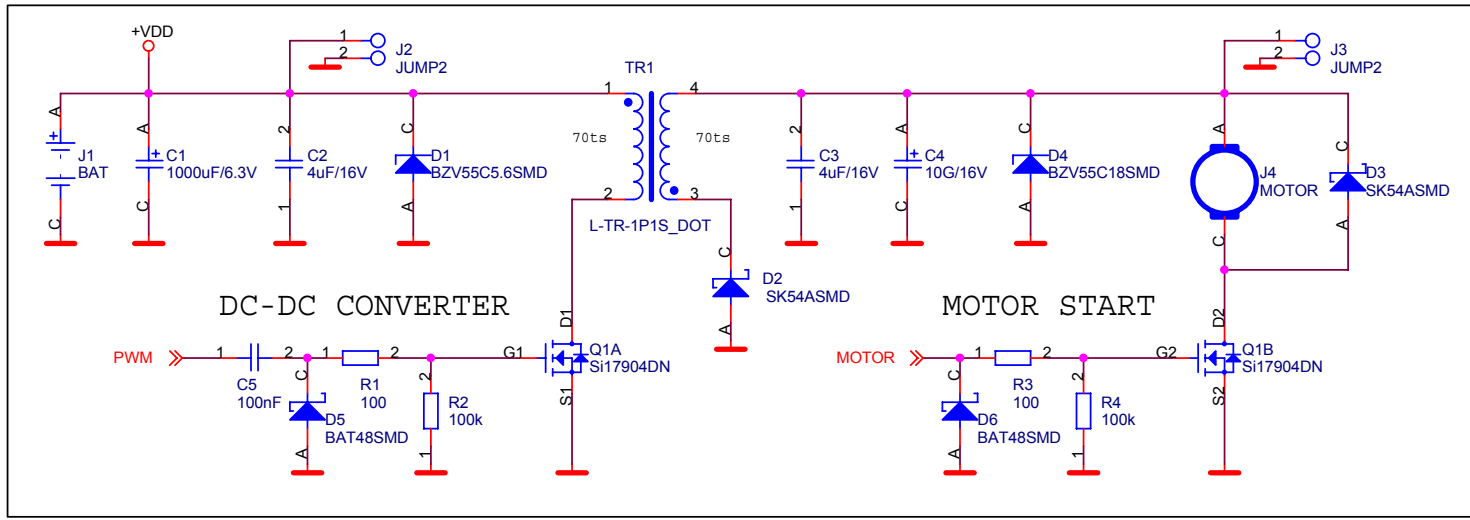 +VDD
1
2
J2
JUMP2
1
2
J3
JUMP2
TR1
1
4
70ts
70ts
2
3
L-TR-1P1S_DOT
A
+
J1
BAT
C
A
+
C1
1000uF/6.3V
C
2
C2
4uF/16V
1
C
D1
BZV55C5.6SMD
A
2
C3
4uF/16V
1
A
+
C4
10G/16V
C
C
D4
BZV55C18SMD
A
A
J4
MOTOR
C
C
D3
SK54ASMD
A
C
D2
SK54ASMD
A
DC-DC CONVERTER
MOTOR START
PWM
1
2
C5
100nF
C
D5
BAT48SMD
A
1
2
R1
100
2
R2
100k
1
G1
D1
Q1A
Si17904DN
S1
MOTOR
C
D6
BAT48SMD
A
1
2
R3
100
2
R4
100k
1
G2
D2
Q1B
Si17904DN
S2